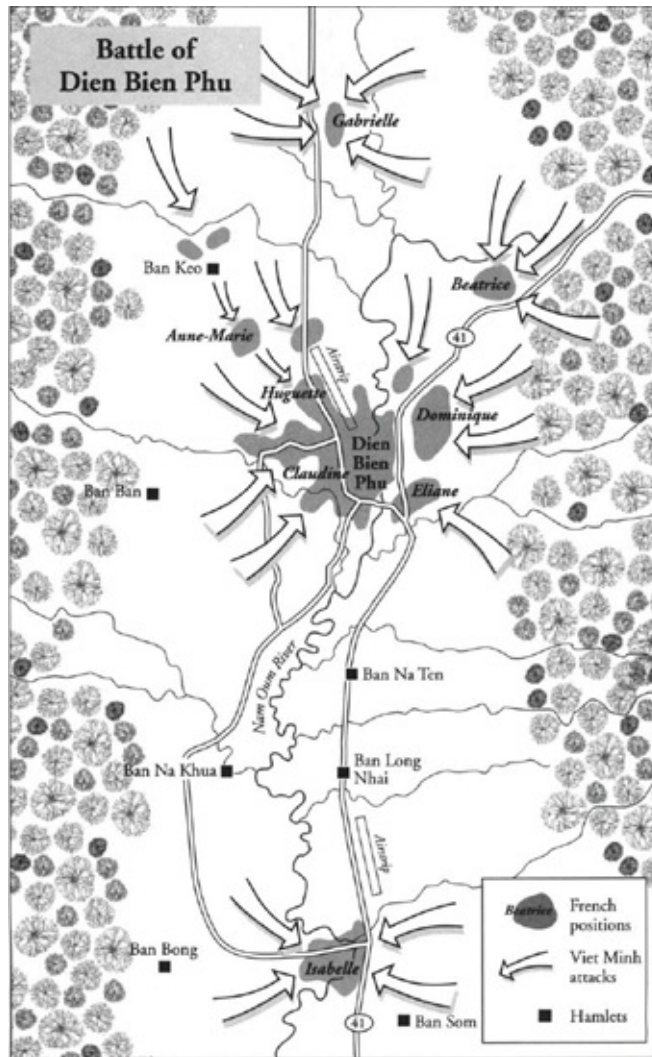 Battle of
Dien Bien Phu
Gabrielle
Ban Keo
Beatrice
Anne-Marie
41
Airstrip
Huguette
Dominique
Dien
Bien
Phu
Claudine
Eliane
Ban Ban
Nam Oum River
Ban Na Ten
Ban Na Khua
Ban Long
Nhai
Airstrip
Ban Bong
Isabelle
41
Ban Som
Beatrice
French
positions
Viet Minh
attacks
Hamlets